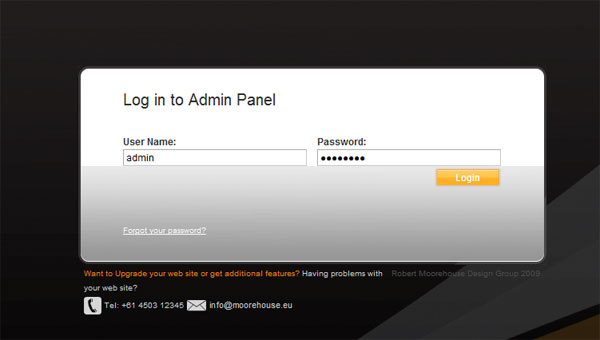 Log in to Admin Panel
User Name: Password:
admin ●●●●●●●●
Login
Forgot your password?
Want to Upgrade your web site or get additional features? Having problems with Robert Moorehouse Design Group 2009
your web site?
Tel: +61 4503 12345 info@moorehouse.eu